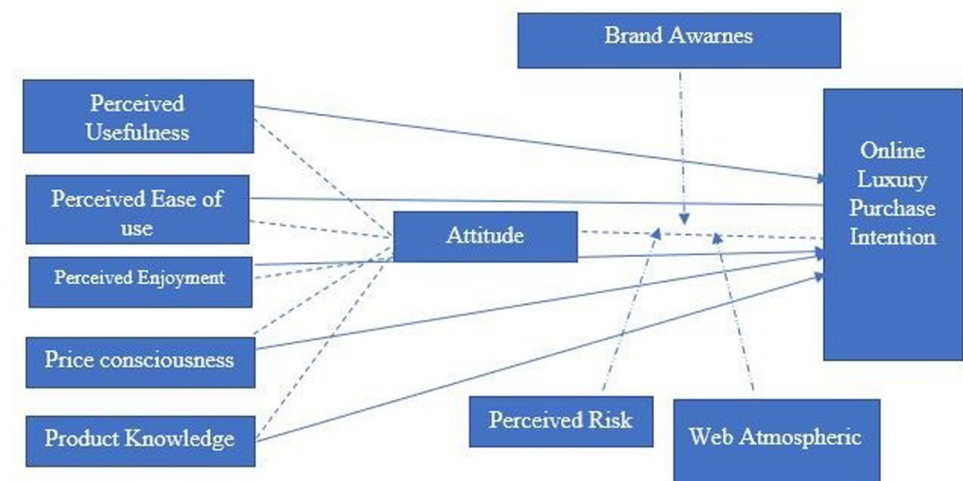 Brand Awarnes
Perceived
Usefulness
Online
Luxury
Purchase
Intention
Perceived Ease of
use
Attitude
Perceived Enjoyment
Price consciousness
Product Knowledge
Perceived Risk
Web Atmospheric